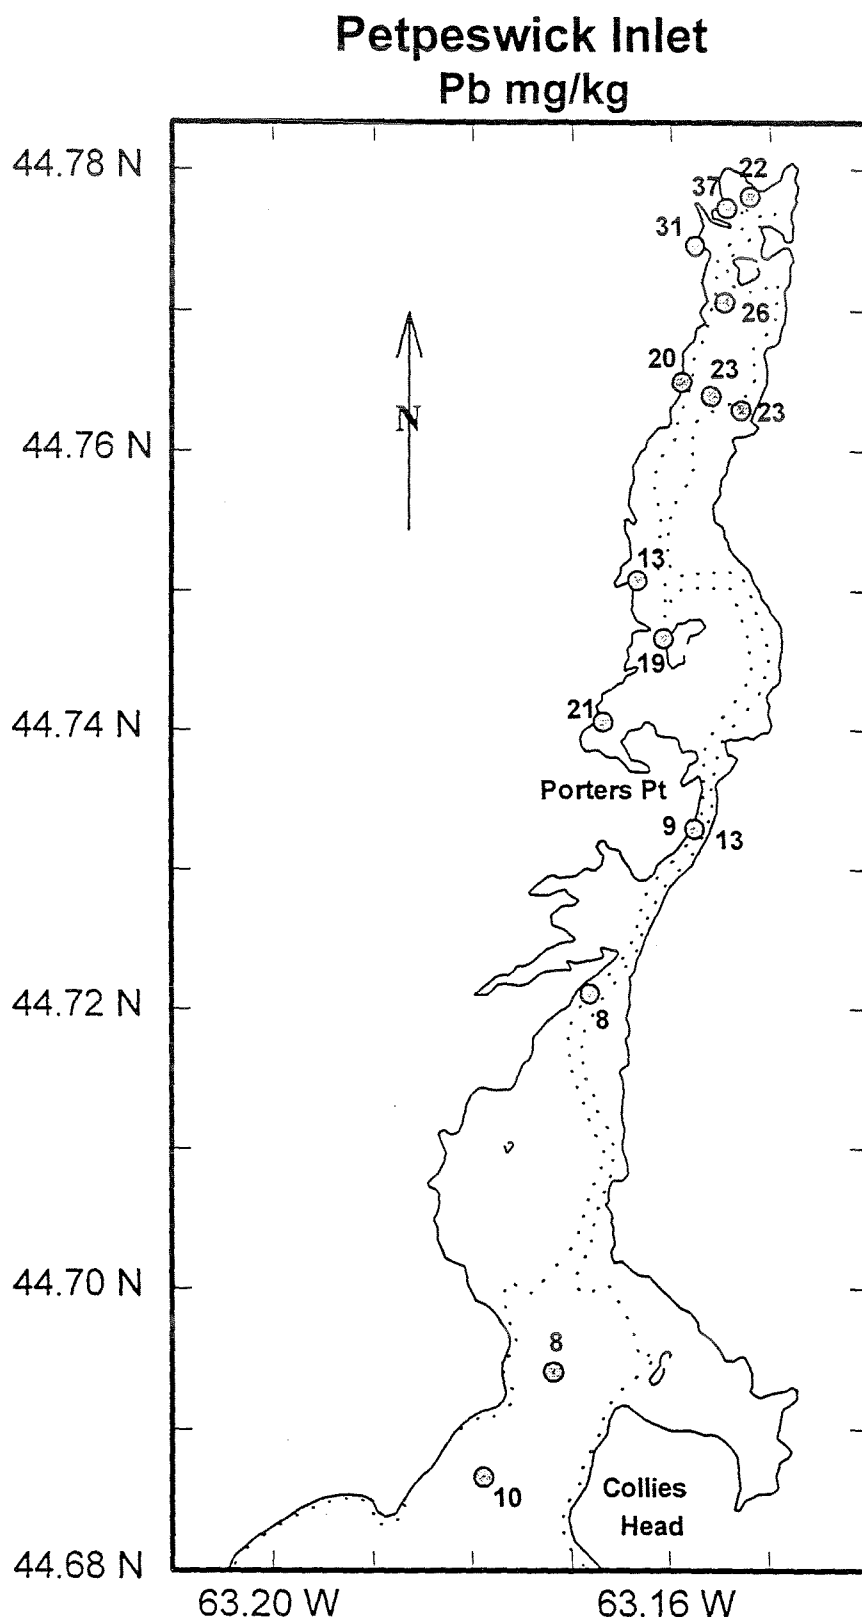 Petpeswick Inlet
Pb mg/kg
44.78 N
37
22
31
26
20
23
23
N
44.76 N
13
19
21
44.74 N
Porters Pt
9
13
44.72 N
8
44.70 N
8
10
Collies
Head
44.68 N
63.20 W
63.16 W